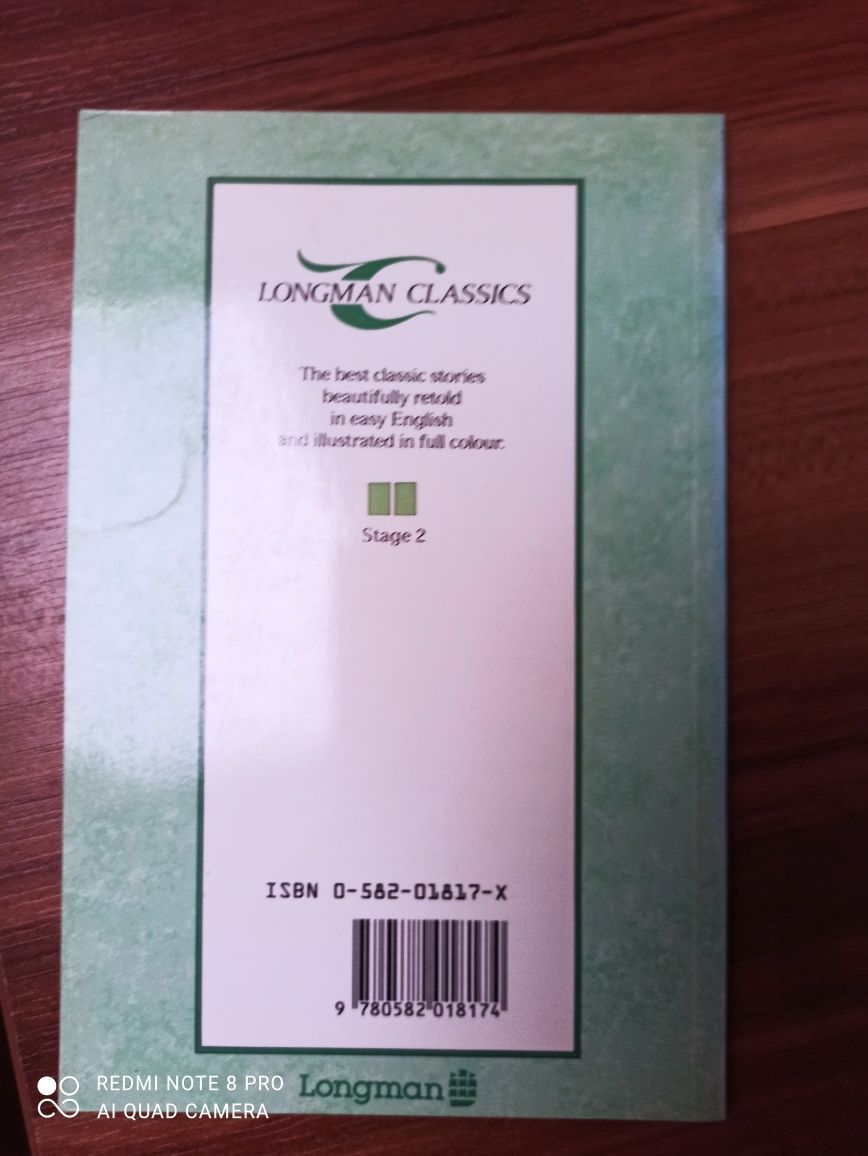 LONGMAN CLASSICS
The best classic stories
beautifully retold
in easy English
and illustrated in full colour.
Stage 2
ISBN 0-582-01817-X
9 780582 018174
Longman
REDMI NOTE 8 PRO
AI QUAD CAMERA